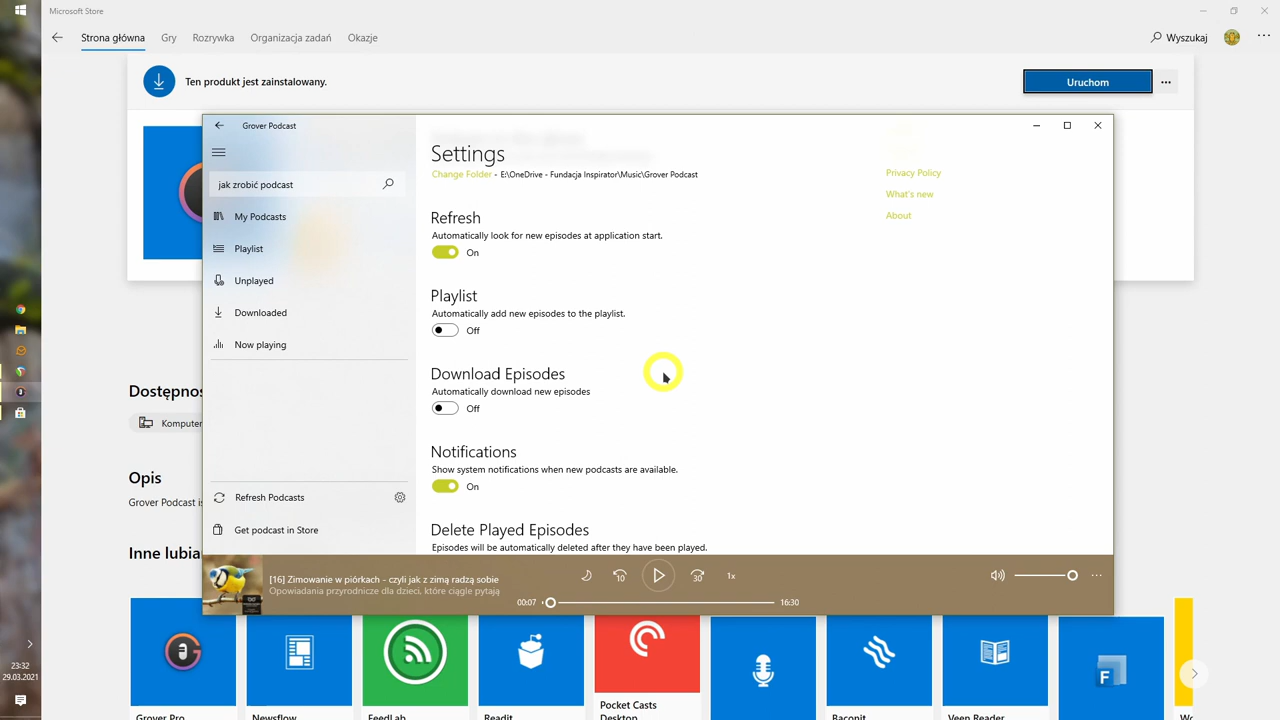 Microsoft Store
Strona główna
Gry
Rozrywka
Organizacja zadań
Okazje
Wyszukaj
Ten produkt jest zainstalowany.
Uruchom
Grover Podcast
jak zrobić podcast
My Podcasts
Playlist
Unplayed
Downloaded
Now playing
Refresh Podcasts
Get podcast in Store
Settings
Change Folder - E:\OneDrive - Fundacja Inspirator\Music\Grover Podcast
Refresh
Automatically look for new episodes at application start.
On
Playlist
Automatically add new episodes to the playlist.
Off
Download Episodes
Automatically download new episodes
Off
Notifications
Show system notifications when new podcasts are available.
On
Delete Played Episodes
Episodes will be automatically deleted after they have been played.
Privacy Policy
What's new
About
[16] Zimowanie w piórkach - czyli jak z zimą radzą sobie
Opowiadania przyrodnicze dla dzieci, które ciągle pytają
10
30
1x
00:07
16:30
Dostępnoś
Komputer
Opis
Grover Podcast is
Inne lubia
Grover Pro
Newsflow
FeedLab
Readit
Pocket Casts
Desktop
Baconit
Veen Reader
23:32
29.03.2021